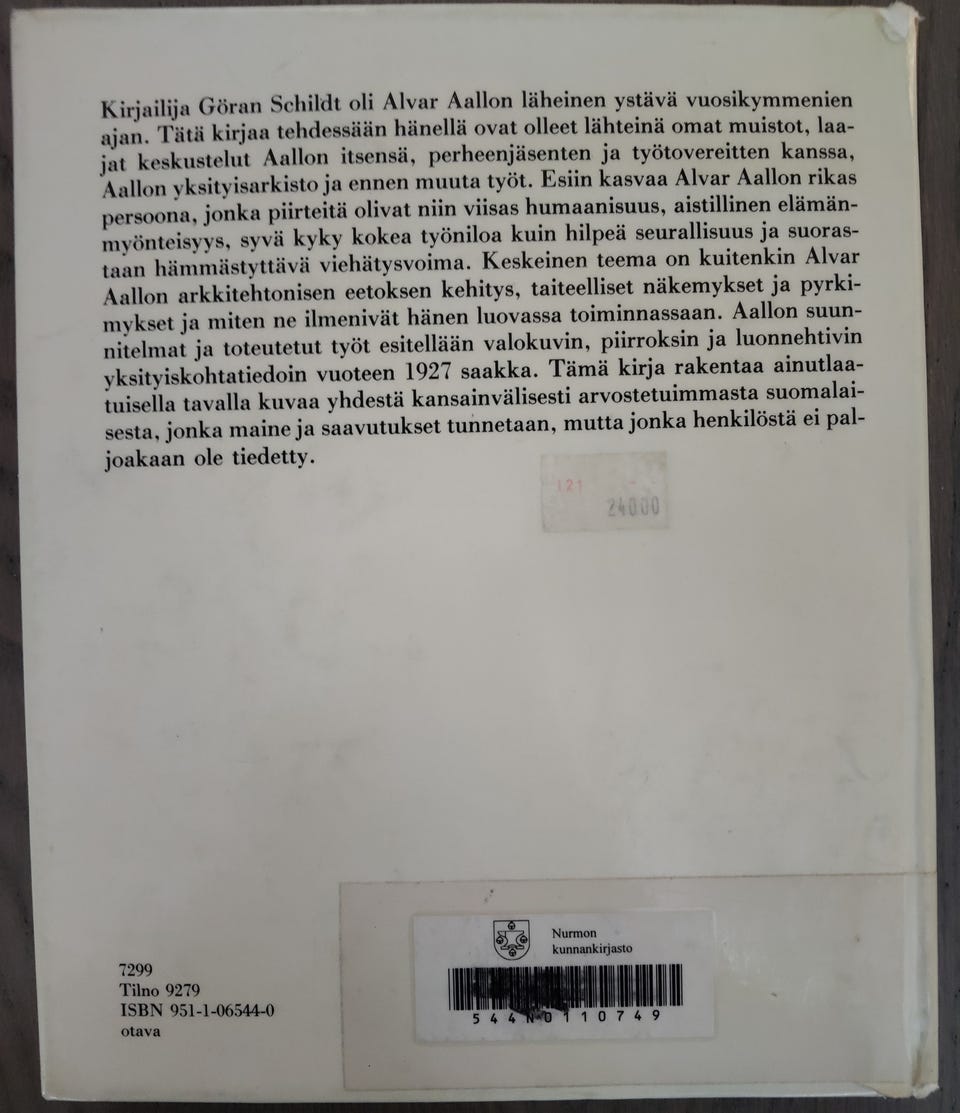 Kirjailija Göran Schildt oli Alvar Aallon läheinen ystävä vuosikymmenien
ajan. Tätä kirjaa tehdessään hänellä ovat olleet lähteinä omat muistot, laa-
jat keskustelut Aallon itsensä, perheenjäsenten ja työtovereitten kanssa,
Aallon yksityisarkisto ja ennen muuta työt. Esiin kasvaa Alvar Aallon rikas
persoona, jonka piirteitä olivat niin viisas humaanisuus, aistillinen elämän-
myönteisyys, syvä kyky kokea työniloa kuin hilpeä seurallisuus ja suoras-
taan hämmästyttävä viehätysvoima. Keskeinen teema on kuitenkin Alvar
Aallon arkkitehtonisen eetoksen kehitys, taiteelliset näkemykset ja pyrki-
mykset ja miten ne ilmenivät hänen luovassa toiminnassaan. Aallon suun-
nitelmat ja toteutetut työt esitellään valokuvin, piirroksin ja luonnehtivin
yksityiskohtatiedoin vuoteen 1927 saakka. Tämä kirja rakentaa ainutlaa-
tuisella tavalla kuvaa yhdestä kansainvälisesti arvostetuimmasta suomalai-
sesta, jonka maine ja saavutukset tunnetaan, mutta jonka henkilöstä ei pal-
joakaan ole tiedetty.
121
24000
Nurmon
kunnankirjasto
544N0110749
7299
Tilno 9279
ISBN 951-1-06544-0
otava